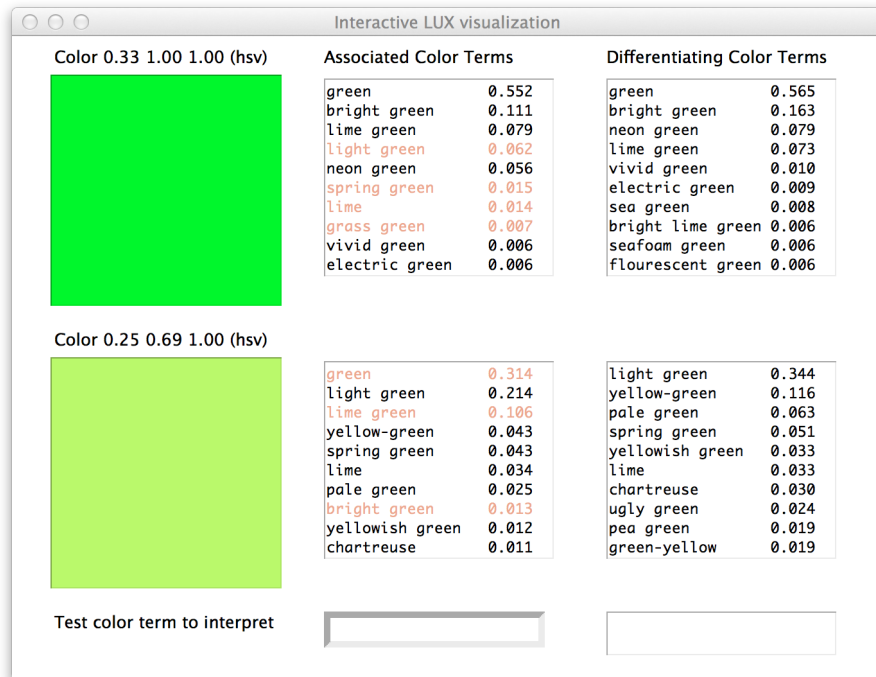 Interactive LUX visualization
Color 0.33 1.00 1.00 (hsv)
Associated Color Terms
Differentiating Color Terms
green 0.552
bright green 0.111
lime green 0.079
light green 0.062
neon green 0.056
spring green 0.015
lime 0.014
grass green 0.007
vivid green 0.006
electric green 0.006
green 0.565
bright green 0.163
neon green 0.079
lime green 0.073
vivid green 0.010
electric green 0.009
sea green 0.008
bright lime green 0.006
seafoam green 0.006
flourescent green 0.006
Color 0.25 0.69 1.00 (hsv)
green 0.314
light green 0.214
lime green 0.106
yellow-green 0.043
spring green 0.043
lime 0.034
pale green 0.025
bright green 0.013
yellowish green 0.012
chartreuse 0.011
light green 0.344
yellow-green 0.116
pale green 0.063
spring green 0.051
yellowish green 0.033
lime 0.033
chartreuse 0.030
ugly green 0.024
pea green 0.019
green-yellow 0.019
Test color term to interpret